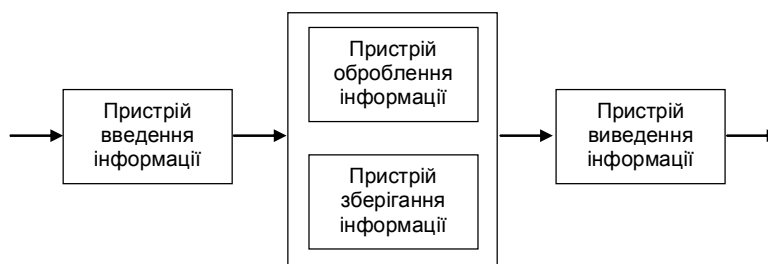 Пристрій
введення
інформації
Пристрій
оброблення
інформації
Пристрій
зберігання
інформації
Пристрій
виведення
інформації